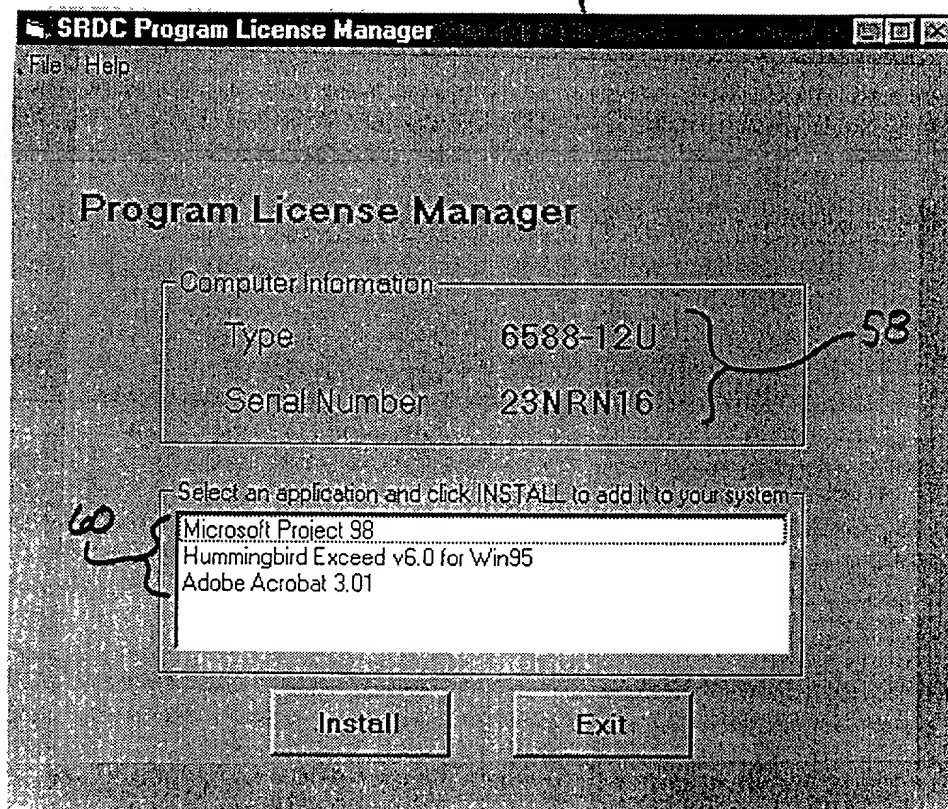 SRDC Program License Manager
File Help
Program License Manager
Computer Information
Type 6588-12U
58
Serial Number 23NRN16
Select an application and click INSTALL to add it to your system
60
Microsoft Project 98
Hummingbird Exceed v6.0 for Win95
Adobe Acrobat 3.01
Install Exit